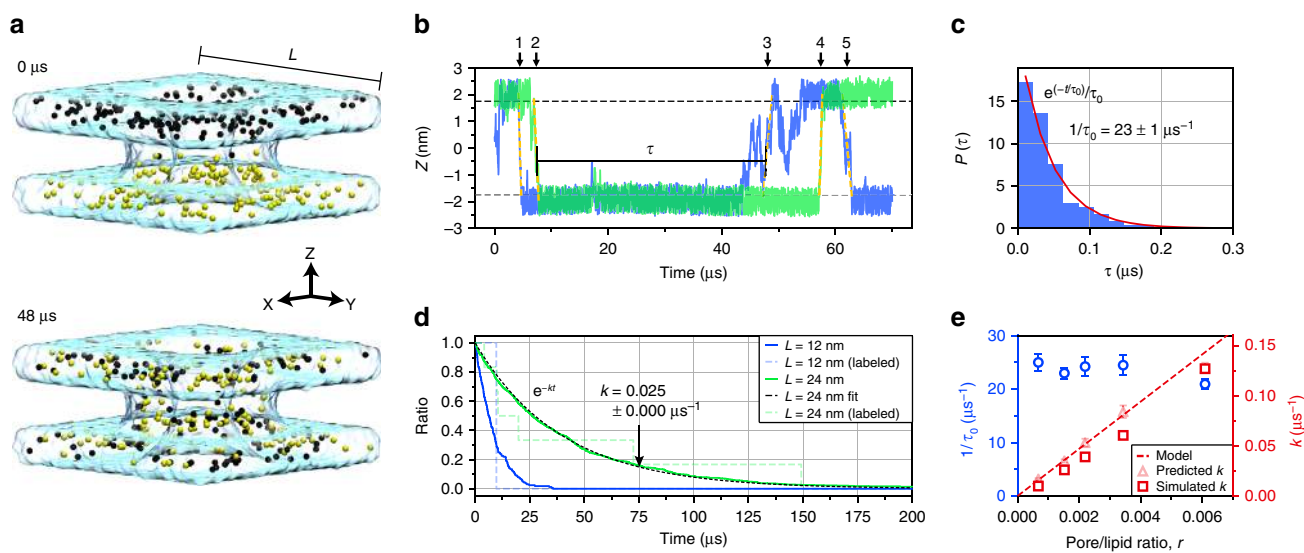 a
0 μs
L
Z
X
Y
48 μs
b
1 2 3 4 5
3
2
1
0
−1
−2
−3
Z (nm)
τ
0 10 20 30 40 50 60 70
Time (μs)
c
15
10
5
0
P (τ)
e(−t/τ0)/τ0
1/τ0 = 23 ± 1 μs−1
0.0 0.1 0.2 0.3
τ (μs)
d
1.0
0.8
0.6
0.4
0.2
0.0
Ratio
e−kt
k = 0.025
± 0.000 μs−1
L = 12 nm
L = 12 nm (labeled)
L = 24 nm
L = 24 nm fit
L = 24 nm (labeled)
0 25 50 75 100 125 150 175 200
Time (μs)
e
30
20
10
0
1/τ0 (μs−1)
0.15
0.10
0.05
0.00
k (μs−1)
Model
Predicted k
Simulated k
0.000 0.002 0.004 0.006
Pore/lipid ratio, r